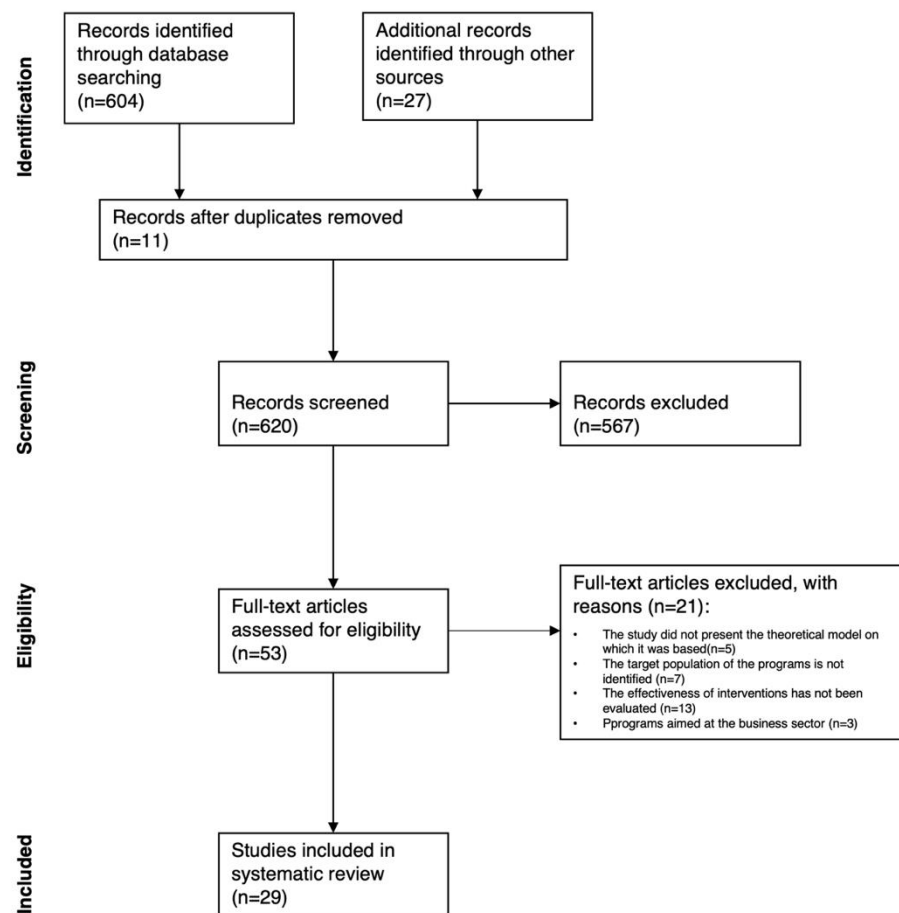 Identification
Records identified
through database
searching
(n=604)
Additional records
identified through other
sources
(n=27)
Records after duplicates removed
(n=11)
Screening
Records screened
(n=620)
Records excluded
(n=567)
Eligibility
Full-text articles
assessed for eligibility
(n=53)
Full-text articles excluded, with
reasons (n=21):
• The study did not present the theoretical model on
which it was based(n=5)
• The target population of the programs is not
identified (n=7)
• The effectiveness of interventions has not been
evaluated (n=13)
• Pprograms aimed at the business sector (n=3)
Included
Studies included in
systematic review
(n=29)